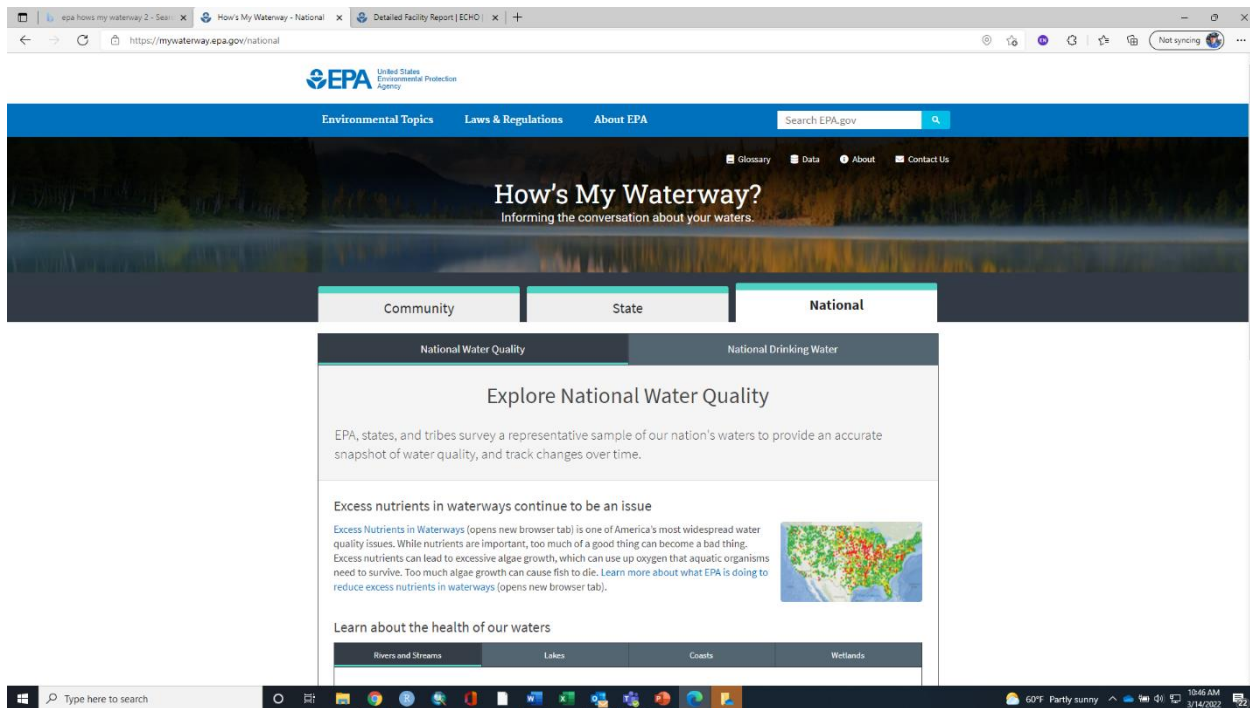 epa hows my waterway 2 - Sear
How's My Waterway - National
Detailed Facility Report | ECHO |
https://mywaterway.epa.gov/national
Not syncing
EPA
United States
Environmental Protection
Agency
Environmental Topics
Laws & Regulations
About EPA
Search EPA.gov
Glossary
Data
About
Contact Us
How's My Waterway?
Informing the conversation about your waters.
Community
State
National
National Water Quality
National Drinking Water
Explore National Water Quality
EPA, states, and tribes survey a representative sample of our nation's waters to provide an accurate
snapshot of water quality, and track changes over time.
Excess nutrients in waterways continue to be an issue
Excess Nutrients in Waterways (opens new browser tab) is one of America's most widespread water
quality issues. While nutrients are important, too much of a good thing can become a bad thing.
Excess nutrients can lead to excessive algae growth, which can use up oxygen that aquatic organisms
need to survive. Too much algae growth can cause fish to die. Learn more about what EPA is doing to
reduce excess nutrients in waterways (opens new browser tab).
Learn about the health of our waters
Rivers and Streams
Lakes
Coasts
Wetlands
Type here to search
60°F Partly sunny
10:46 AM
3/14/2022